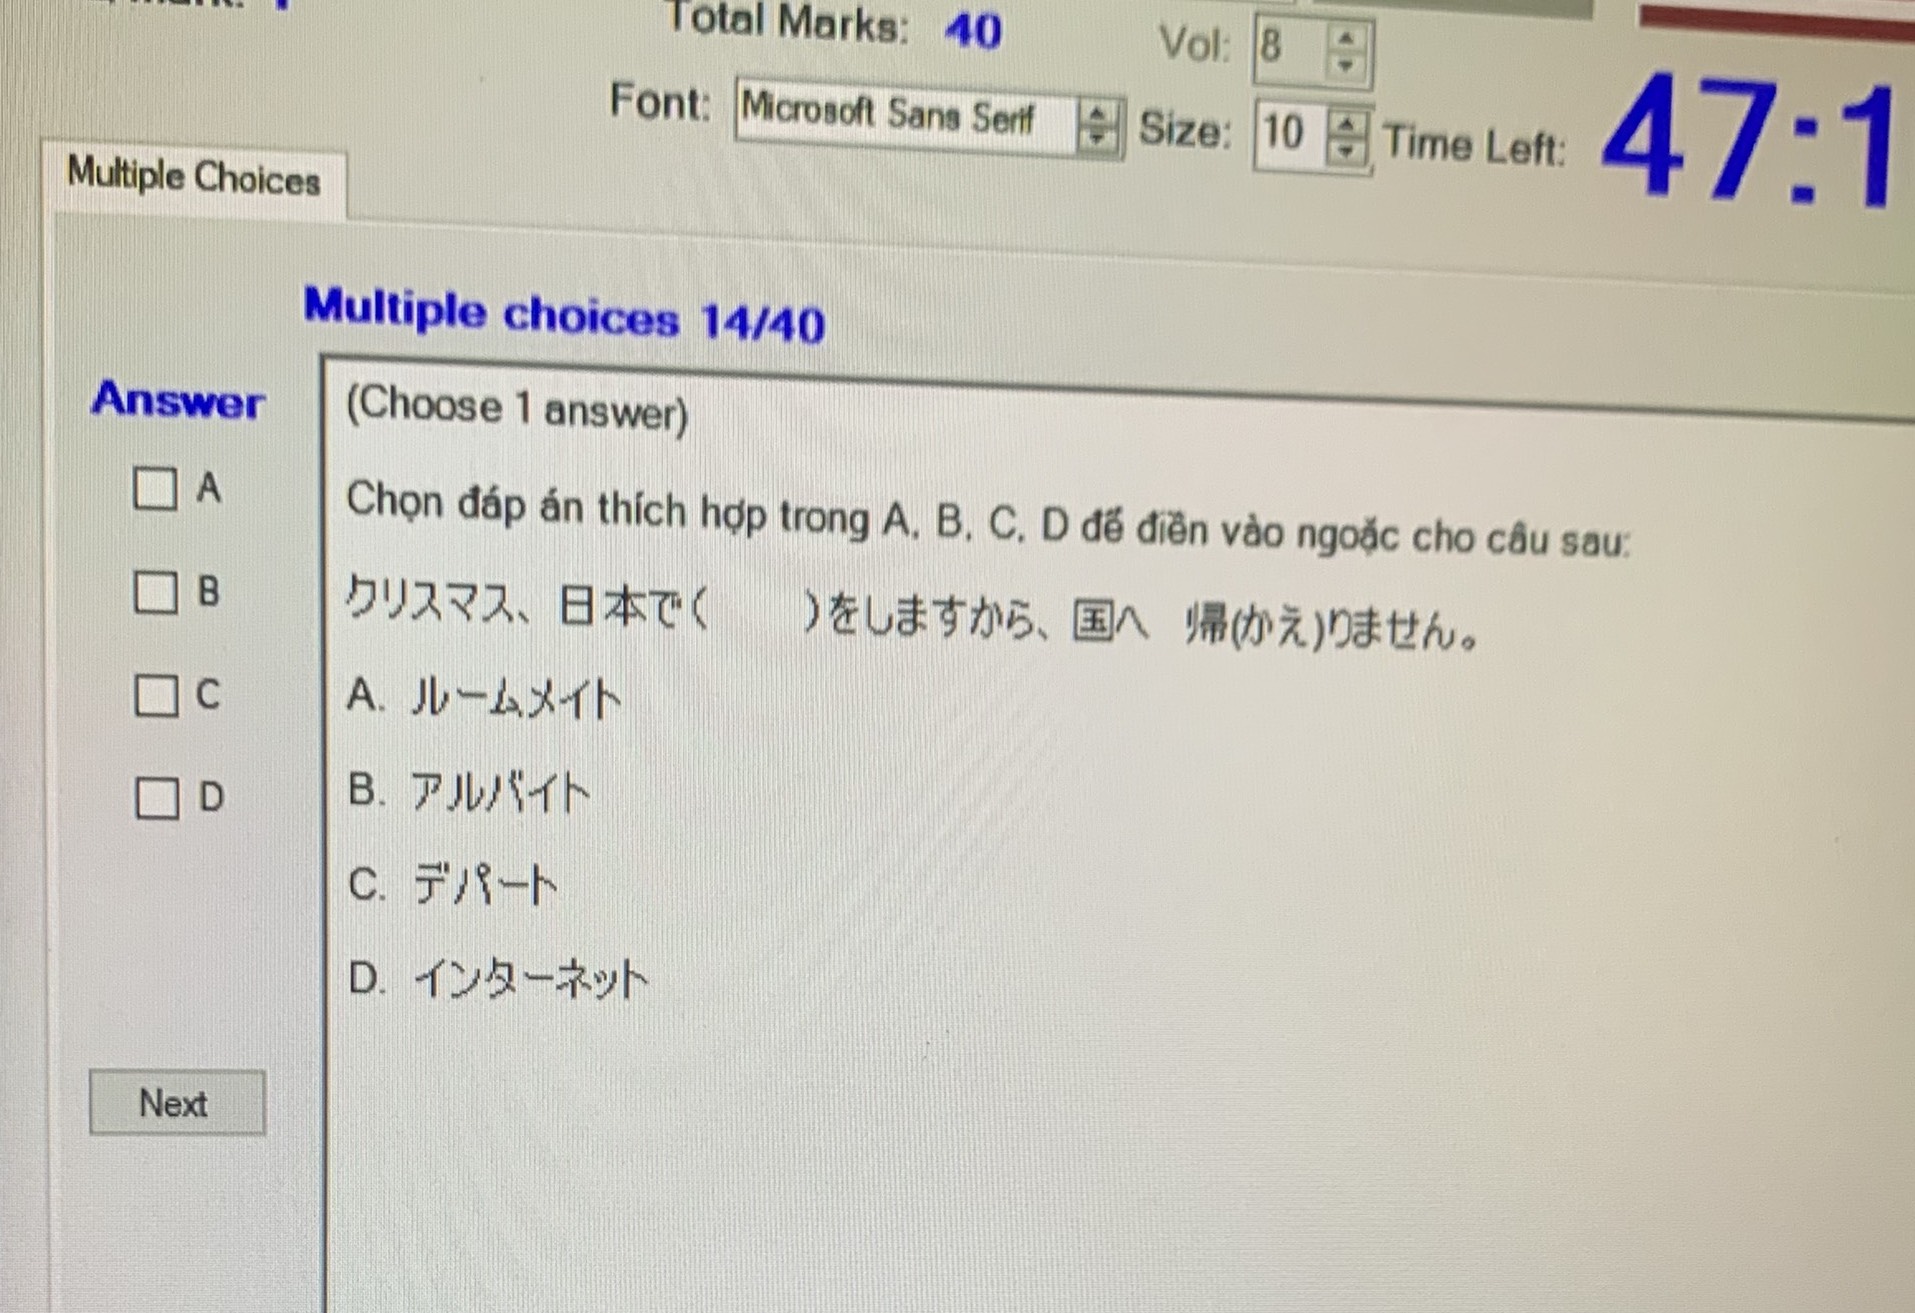 Total Marks: 40
Vol: 8
Font: Microsoft Sans Serif
Size: 10
Time Left: 47:1
Multiple Choices
Multiple choices 14/40
Answer
(Choose 1 answer)
A
Chọn đáp án thích hợp trong A, B, C, D để điền vào ngoặc cho câu sau:
B
クリスマス、日本で(　　)をしますから、国へ 帰(かえ)りません。
C
A. ルームメイト
D
B. アルバイト
C. デパート
D. インターネット
Next